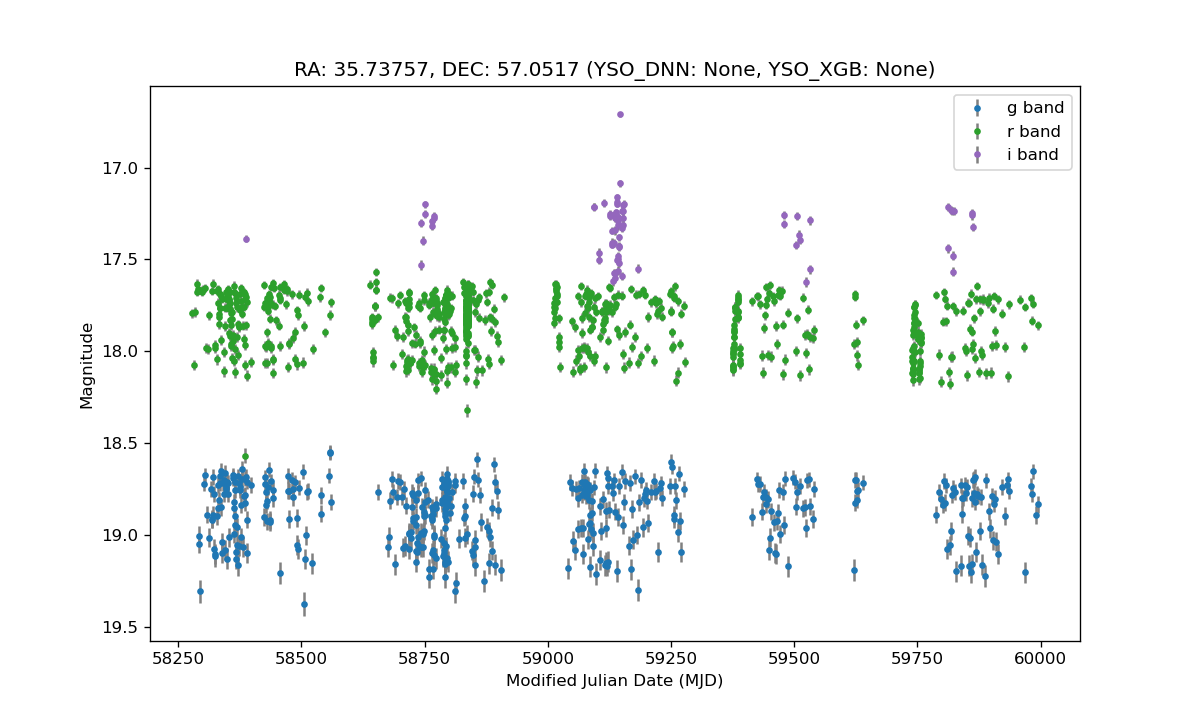 RA: 35.73757, DEC: 57.0517 (YSO_DNN: None, YSO_XGB: None)
g band
r band
i band
17.0
17.5
18.0
18.5
19.0
19.5
Magnitude
58250 58500 58750 59000 59250 59500 59750 60000
Modified Julian Date (MJD)